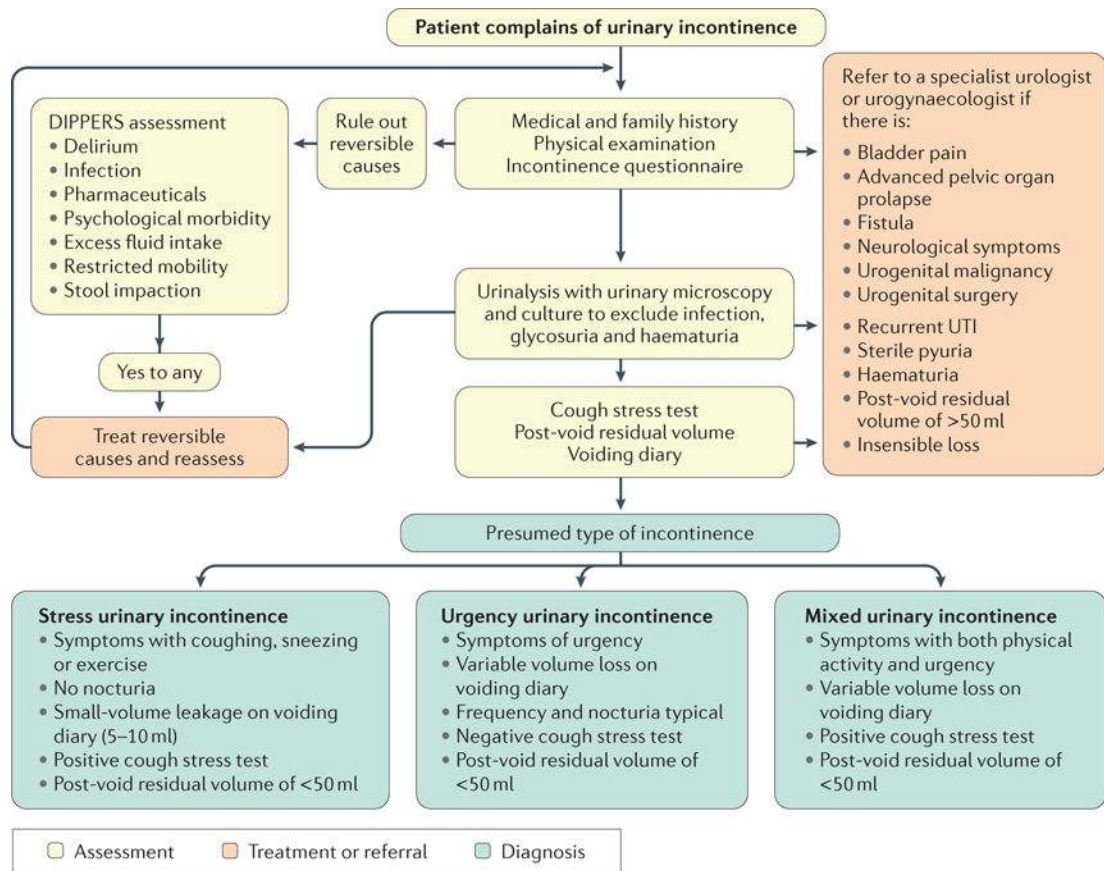 Patient complains of urinary incontinence
DIPPERS assessment
• Delirium
• Infection
• Pharmaceuticals
• Psychological morbidity
• Excess fluid intake
• Restricted mobility
• Stool impaction
Rule out
reversible
causes
Medical and family history
Physical examination
Incontinence questionnaire
Refer to a specialist urologist
or urogynaecologist if
there is:
• Bladder pain
• Advanced pelvic organ
prolapse
• Fistula
• Neurological symptoms
• Urogenital malignancy
• Urogenital surgery
• Recurrent UTI
• Sterile pyuria
• Haematuria
• Post-void residual
volume of >50 ml
• Insensible loss
Urinalysis with urinary microscopy
and culture to exclude infection,
glycosuria and haematuria
Yes to any
Treat reversible
causes and reassess
Cough stress test
Post-void residual volume
Voiding diary
Presumed type of incontinence
Stress urinary incontinence
• Symptoms with coughing, sneezing
or exercise
• No nocturia
• Small-volume leakage on voiding
diary (5–10 ml)
• Positive cough stress test
• Post-void residual volume of <50 ml
Urgency urinary incontinence
• Symptoms of urgency
• Variable volume loss on
voiding diary
• Frequency and nocturia typical
• Negative cough stress test
• Post-void residual volume of
<50 ml
Mixed urinary incontinence
• Symptoms with both physical
activity and urgency
• Variable volume loss on
voiding diary
• Positive cough stress test
• Post-void residual volume of
<50 ml
Assessment
Treatment or referral
Diagnosis